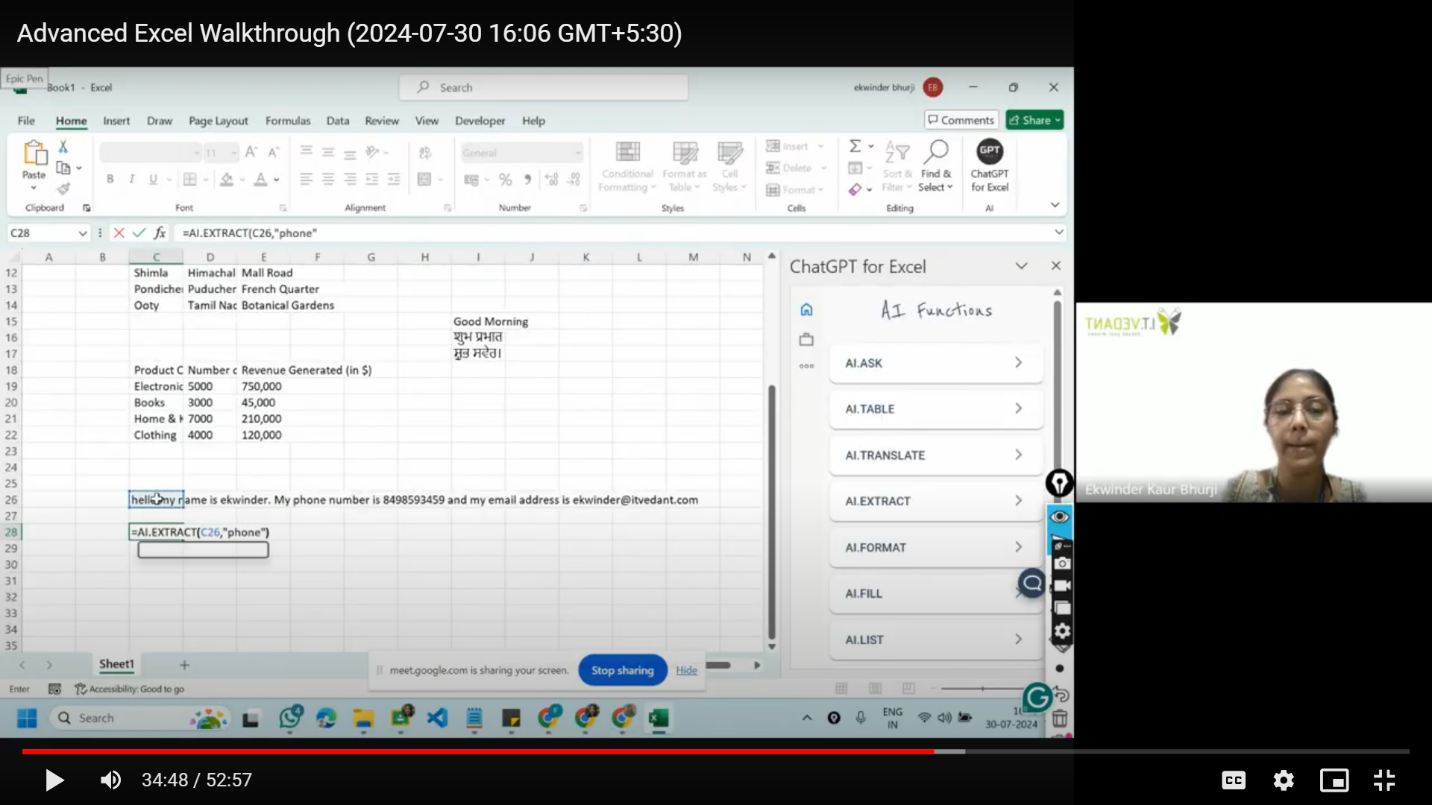 Advanced Excel Walkthrough (2024-07-30 16:06 GMT+5:30)
Epic Pen
Book1 - Excel
Search
ekwinder bhurji
EB
File Home Insert Draw Page Layout Formulas Data Review View Developer Help
Comments
Share
Paste
11
General
Conditional Formatting
Format as Table
Cell Styles
Insert
Delete
Format
Sort & Filter
Find & Select
GPT
ChatGPT for Excel
Clipboard
Font
Alignment
Number
Styles
Cells
Editing
AI
C28
=AI.EXTRACT(C26,"phone"
A B C D E F G H I J K L M N
12 Shimla Himachal Mall Road
13 Pondiche Puducher French Quarter
14 Ooty Tamil Nac Botanical Gardens
15 Good Morning
16 शुभ प्रभात
17 ਸ਼ੁਭ ਸਵੇਰ।
18 Product C Number c Revenue Generated (in $)
19 Electronic 5000 750,000
20 Books 3000 45,000
21 Home & K 7000 210,000
22 Clothing 4000 120,000
23
24
25
26 hello my name is ekwinder. My phone number is 8498593459 and my email address is ekwinder@itvedant.com
27
28 =AI.EXTRACT(C26,"phone")
29
30
31
32
33
34
35
ChatGPT for Excel
AI Functions
AI.ASK
AI.TABLE
AI.TRANSLATE
AI.EXTRACT
AI.FORMAT
AI.FILL
AI.LIST
Sheet1
meet.google.com is sharing your screen.
Stop sharing
Hide
Enter
Accessibility: Good to go
Search
ENG
IN
30-07-2024
IT.VEDANT
Ekwinder Kaur Bhurji
34:48 / 52:57
CC